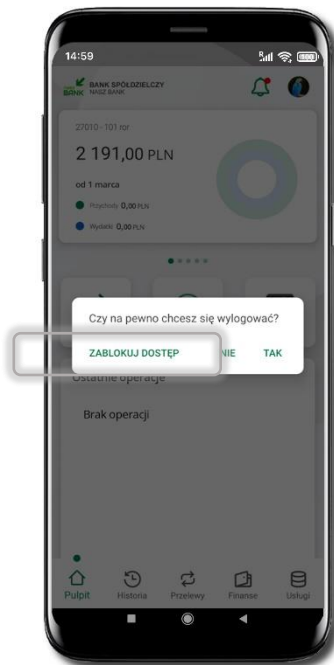 14:59
R
nasz
BANK
BANK SPÓŁDZIELCZY
NASZ BANK
27010 - 101 ror
2 191,00 PLN
od 1 marca
Przychody 0,00 PLN
Wydatki 0,00 PLN
Czy na pewno chcesz się wylogować?
ZABLOKUJ DOSTĘP NIE TAK
Ostatnie operacje
Brak operacji
Pulpit Historia Przelewy Finanse Usługi